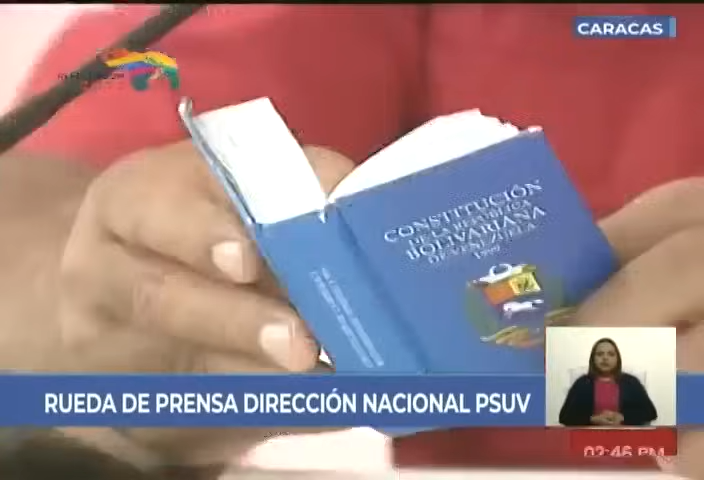 CARACAS
CONSTITUCIÓN
DE LA REPÚBLICA
BOLIVARIANA
DE VENEZUELA
1999
RUEDA DE PRENSA DIRECCIÓN NACIONAL PSUV
02:46 PM